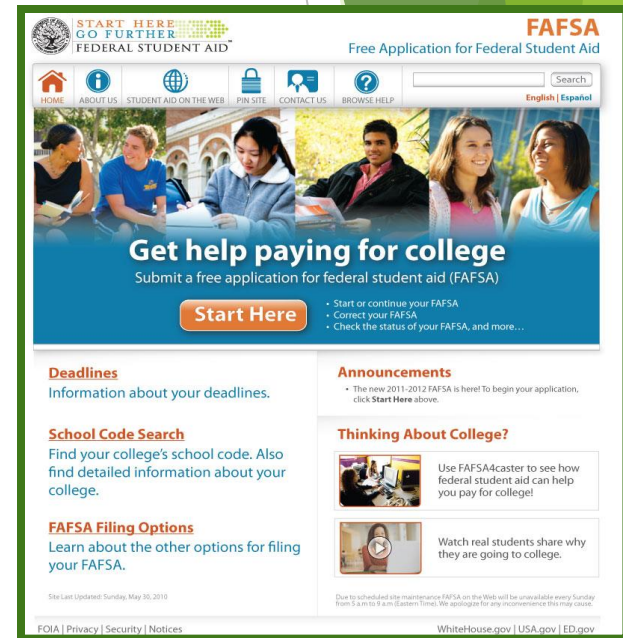 START HERE
GO FURTHER
FEDERAL STUDENT AID™
FAFSA
Free Application for Federal Student Aid
HOME
ABOUT US
STUDENT AID ON THE WEB
PIN SITE
CONTACT US
BROWSE HELP
Search
English | Español
Get help paying for college
Submit a free application for federal student aid (FAFSA)
Start Here
• Start or continue your FAFSA
• Correct your FAFSA
• Check the status of your FAFSA, and more…
Deadlines
Information about your deadlines.
School Code Search
Find your college's school code. Also
find detailed information about your
college.
FAFSA Filing Options
Learn about the other options for filing
your FAFSA.
Site Last Updated: Sunday, May 30, 2010
Announcements
• The new 2011-2012 FAFSA is here! To begin your application,
click Start Here above.
Thinking About College?
Use FAFSA4caster to see how
federal student aid can help
you pay for college!
Watch real students share why
they are going to college.
Due to scheduled site maintenance FAFSA on the Web will be unavailable every Sunday
from 5 a.m to 9 a.m (Eastern Time). We apologize for any inconvenience this may cause.
FOIA | Privacy | Security | Notices
WhiteHouse.gov | USA.gov | ED.gov